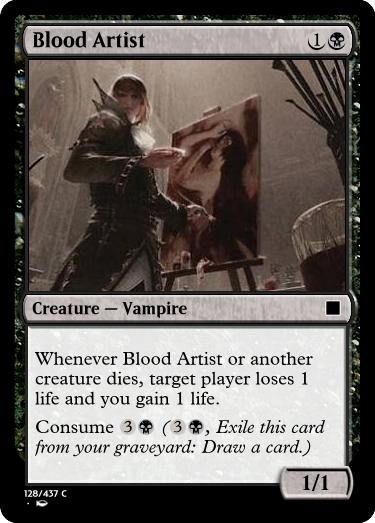 Blood Artist 1
Creature — Vampire
Whenever Blood Artist or another
creature dies, target player loses 1
life and you gain 1 life.
Consume 3 (3, Exile this card
from your graveyard: Draw a card.)
1/1
128/437 C